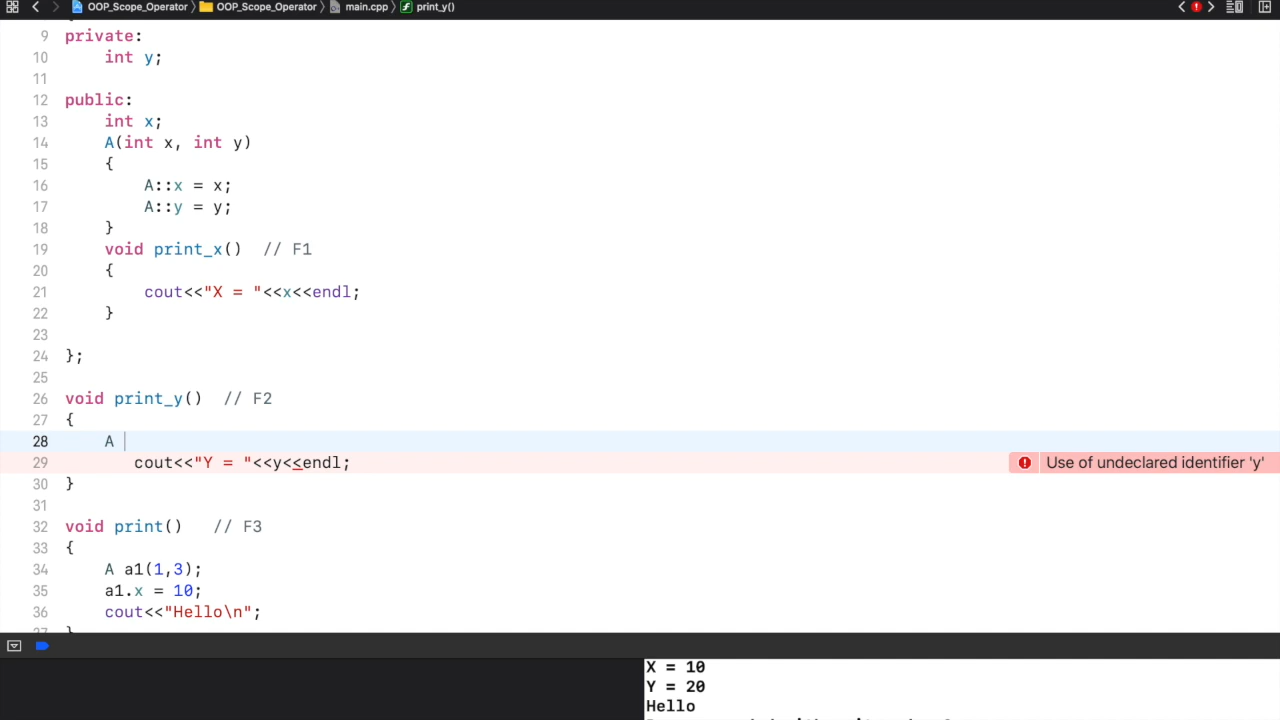 OOP_Scope_Operator > OOP_Scope_Operator > main.cpp > print_y()
9 private:
10 int y;
11
12 public:
13 int x;
14 A(int x, int y)
15 {
16 A::x = x;
17 A::y = y;
18 }
19 void print_x() // F1
20 {
21 cout<<"X = "<<x<<endl;
22 }
23
24 };
25
26 void print_y() // F2
27 {
28 A
29 cout<<"Y = "<<y<<endl; Use of undeclared identifier 'y'
30 }
31
32 void print() // F3
33 {
34 A a1(1,3);
35 a1.x = 10;
36 cout<<"Hello\n";
37 }
X = 10
Y = 20
Hello